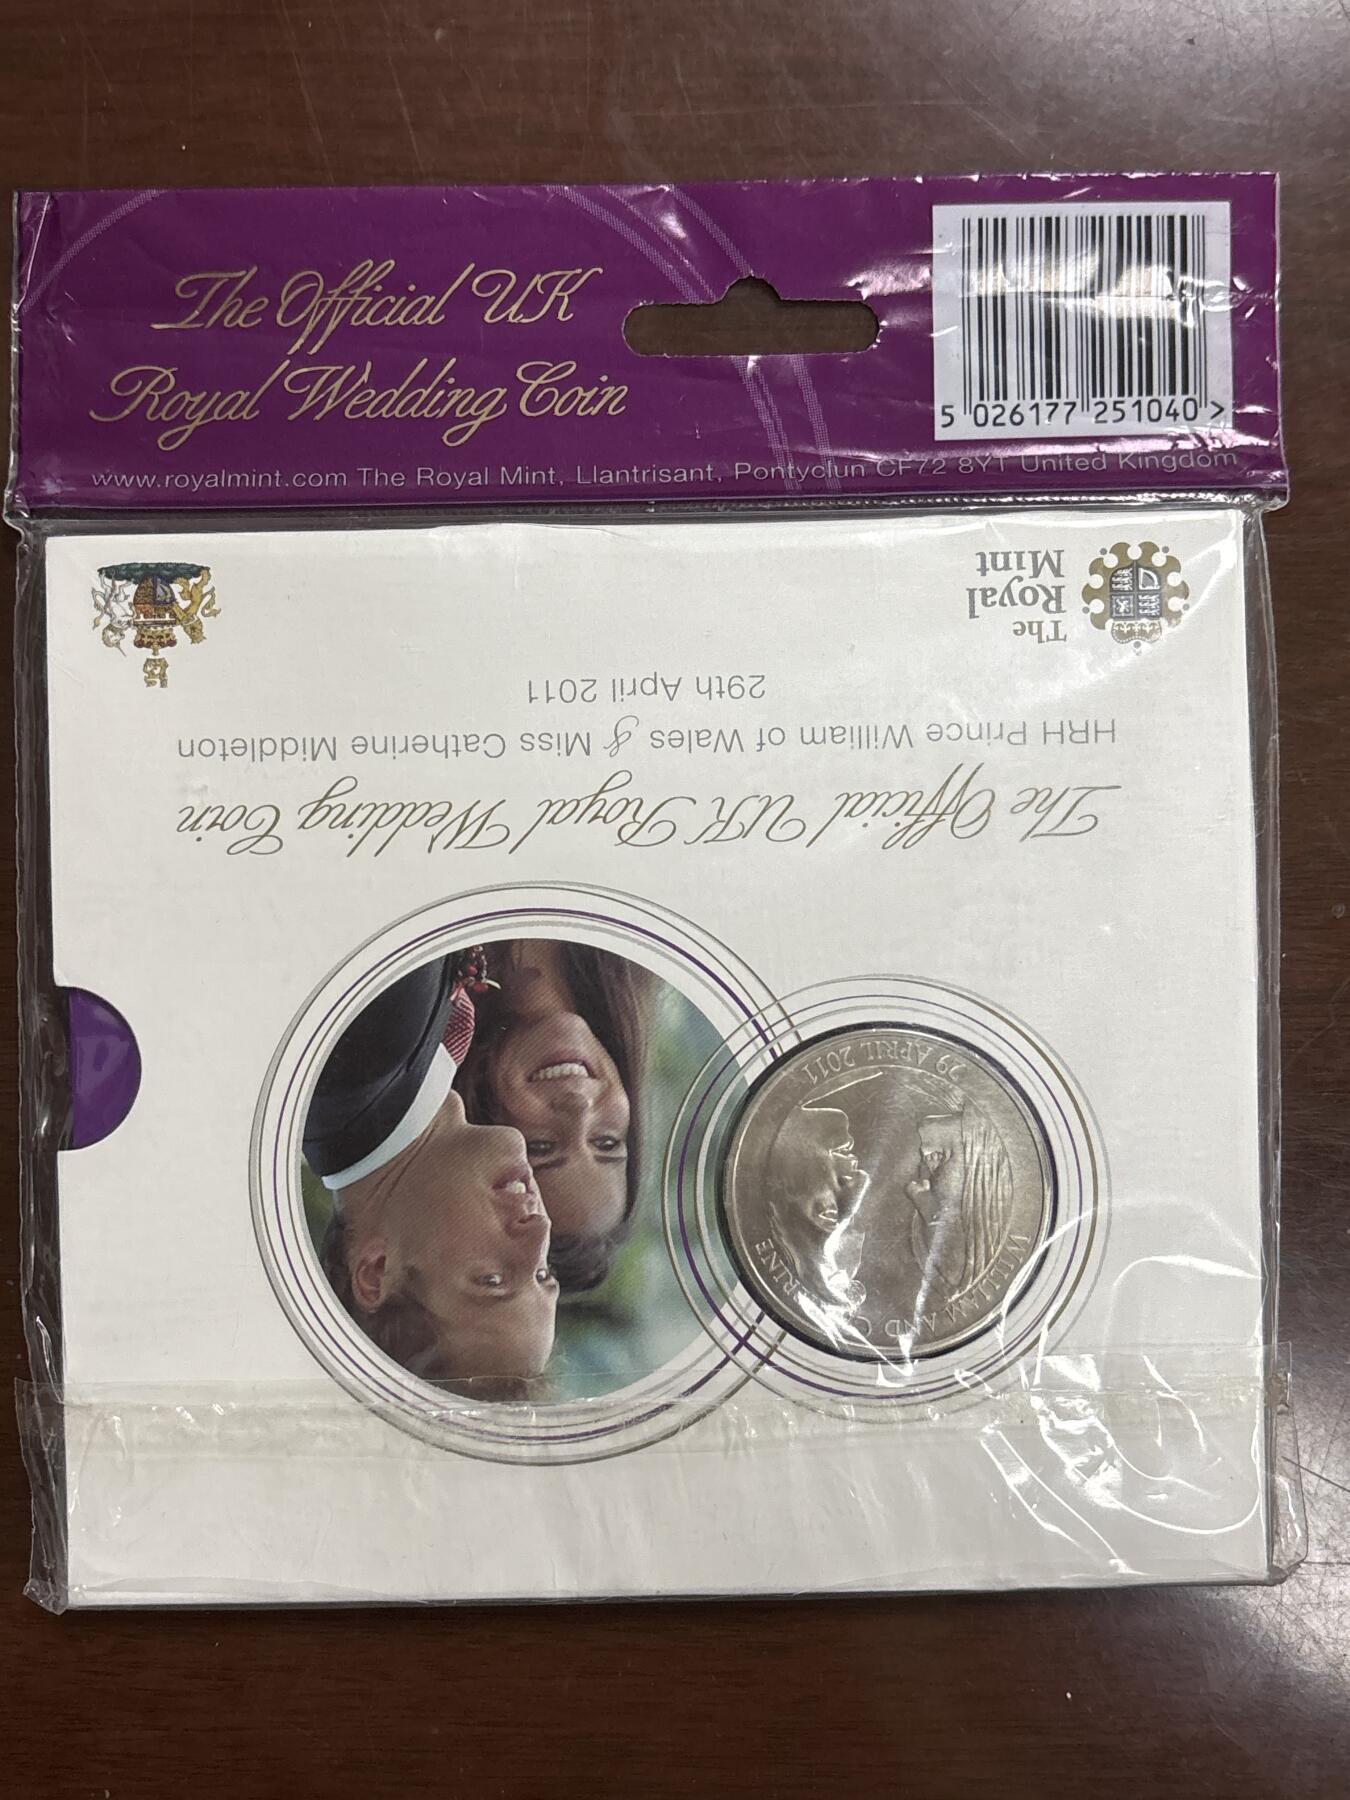 The Official UK
Royal Wedding Coin
5 026177 251040 >
www.royalmint.com The Royal Mint, Llantrisant, Pontyclun CF72 8YT United Kingdom
The Official UK Royal Wedding Coin
HRH Prince William of Wales & Miss Catherine Middleton
29th April 2011
The
Royal
Mint
WILLIAM AND C RINE
29 APRIL 2011